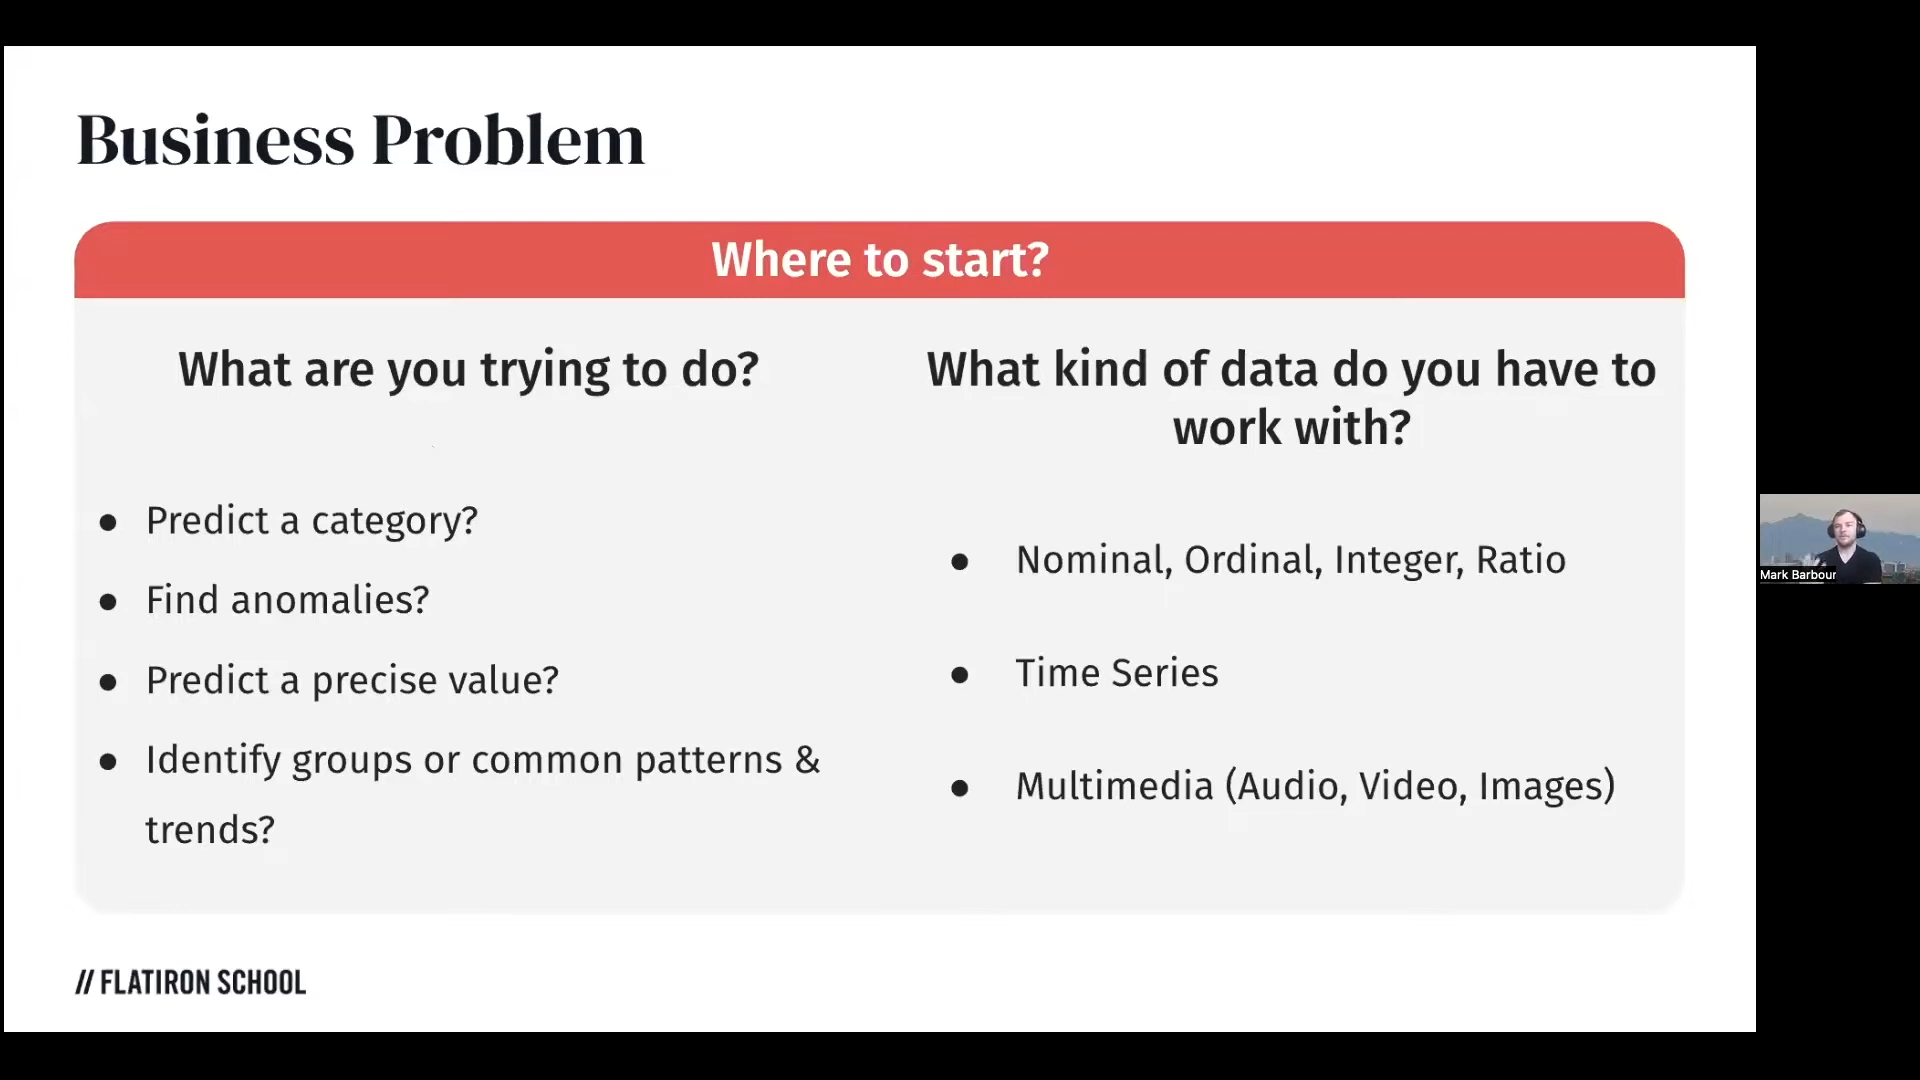 Business Problem
Where to start?
What are you trying to do?
● Predict a category?
● Find anomalies?
● Predict a precise value?
● Identify groups or common patterns &
trends?
What kind of data do you have to
work with?
● Nominal, Ordinal, Integer, Ratio
● Time Series
● Multimedia (Audio, Video, Images)
// FLATIRON SCHOOL
Mark Barbour